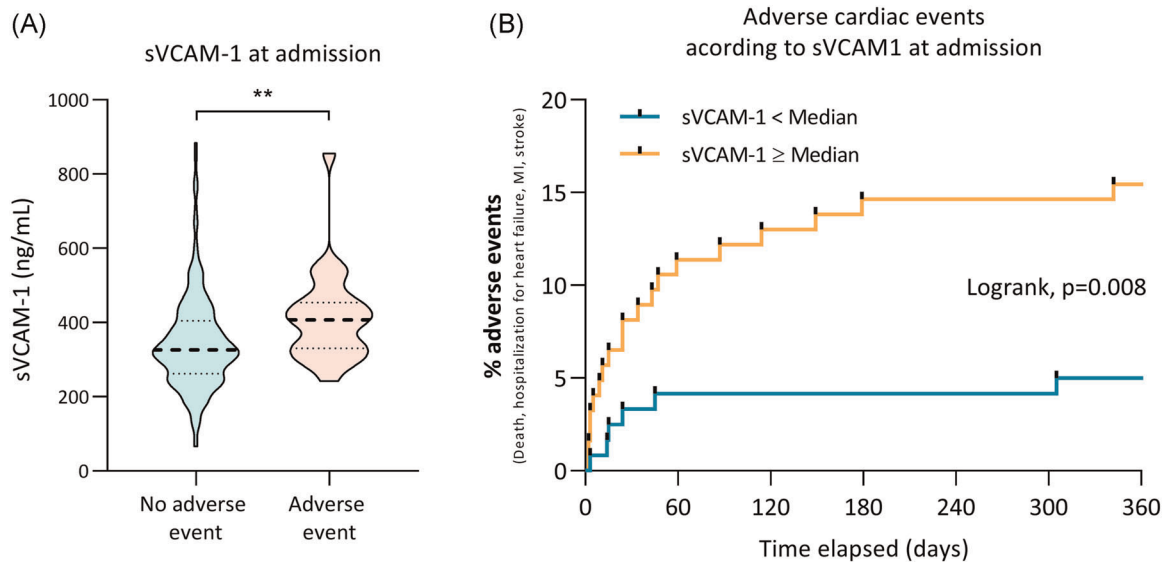 (A)
sVCAM-1 at admission
**
sVCAM-1 (ng/mL)
1000
800
600
400
200
0
No adverse
event
Adverse
event
(B)
Adverse cardiac events
acording to sVCAM1 at admission
% adverse events
(Death, hospitalization for heart failure, MI, stroke)
20
15
10
5
0
sVCAM-1 < Median
sVCAM-1 ≥ Median
Logrank, p=0.008
0 60 120 180 240 300 360
Time elapsed (days)